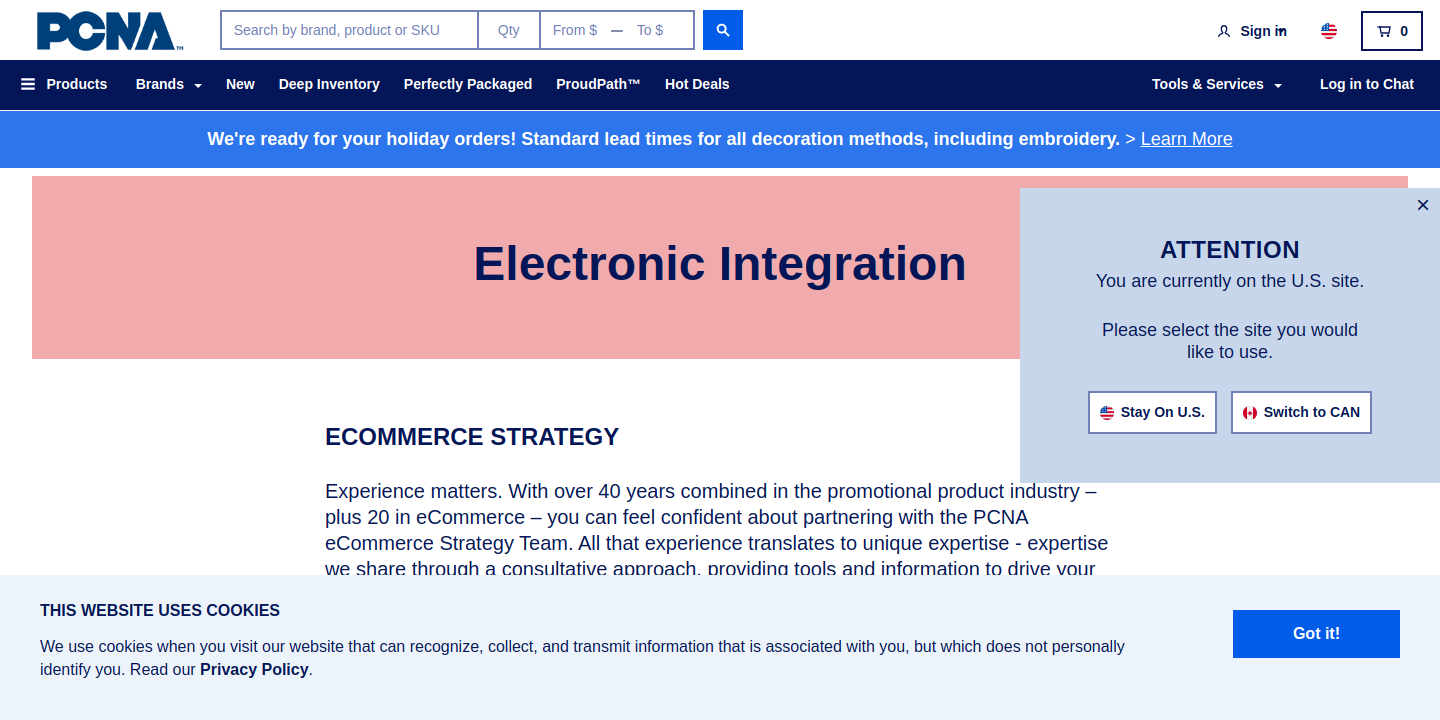 PCNA™
Search by brand, product or SKU
Qty
From $ — To $
Sign in
0
Products
Brands
New
Deep Inventory
Perfectly Packaged
ProudPath™
Hot Deals
Tools & Services
Log in to Chat
We're ready for your holiday orders! Standard lead times for all decoration methods, including embroidery. > Learn More
Electronic Integration
×
ATTENTION
You are currently on the U.S. site.
Please select the site you would
like to use.
Stay On U.S.
Switch to CAN
ECOMMERCE STRATEGY
Experience matters. With over 40 years combined in the promotional product industry –
plus 20 in eCommerce – you can feel confident about partnering with the PCNA
eCommerce Strategy Team. All that experience translates to unique expertise - expertise
we share through a consultative approach, providing tools and information to drive your
THIS WEBSITE USES COOKIES
We use cookies when you visit our website that can recognize, collect, and transmit information that is associated with you, but which does not personally
identify you. Read our Privacy Policy.
Got it!